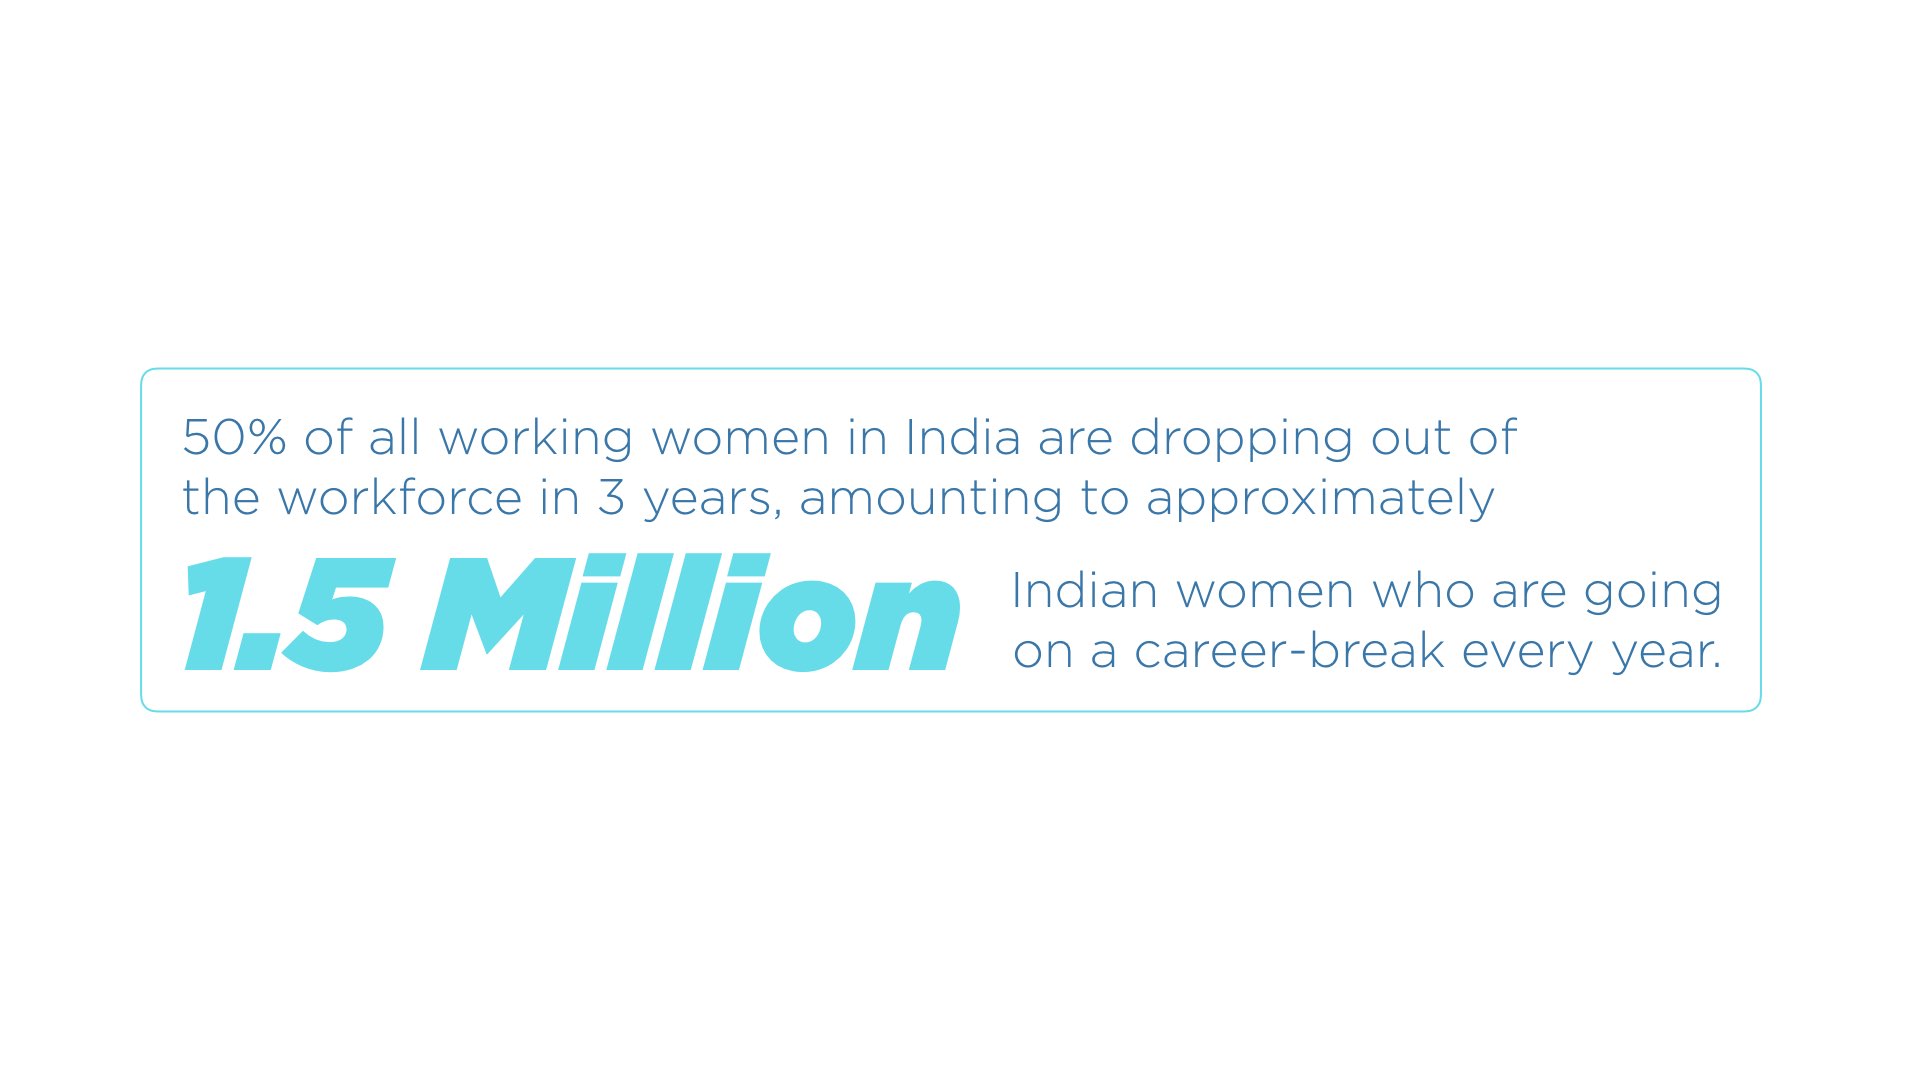 50% of all working women in India are dropping out of
the workforce in 3 years, amounting to approximately
1.5 Million
Indian women who are going
on a career-break every year.